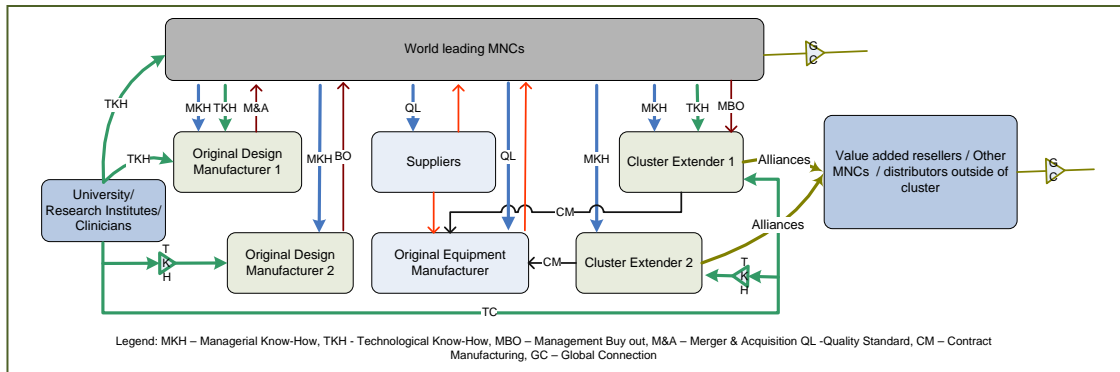 World leading MNCs
G
C
TKH
MKH
TKH
M&A
MKH
BO
QL
QL
MKH
MKH
TKH
MBO
TKH
Original Design
Manufacturer 1
Suppliers
Cluster Extender 1
Alliances
Value added resellers / Other
MNCs / distributors outside of
cluster
G
C
University/
Research Institutes/
Clinicians
CM
Alliances
T
K
H
Original Design
Manufacturer 2
Original Equipment
Manufacturer
CM
Cluster Extender 2
T
K
H
TC
Legend: MKH – Managerial Know-How, TKH - Technological Know-How, MBO – Management Buy out, M&A – Merger & Acquisition QL -Quality Standard, CM – Contract
Manufacturing, GC – Global Connection